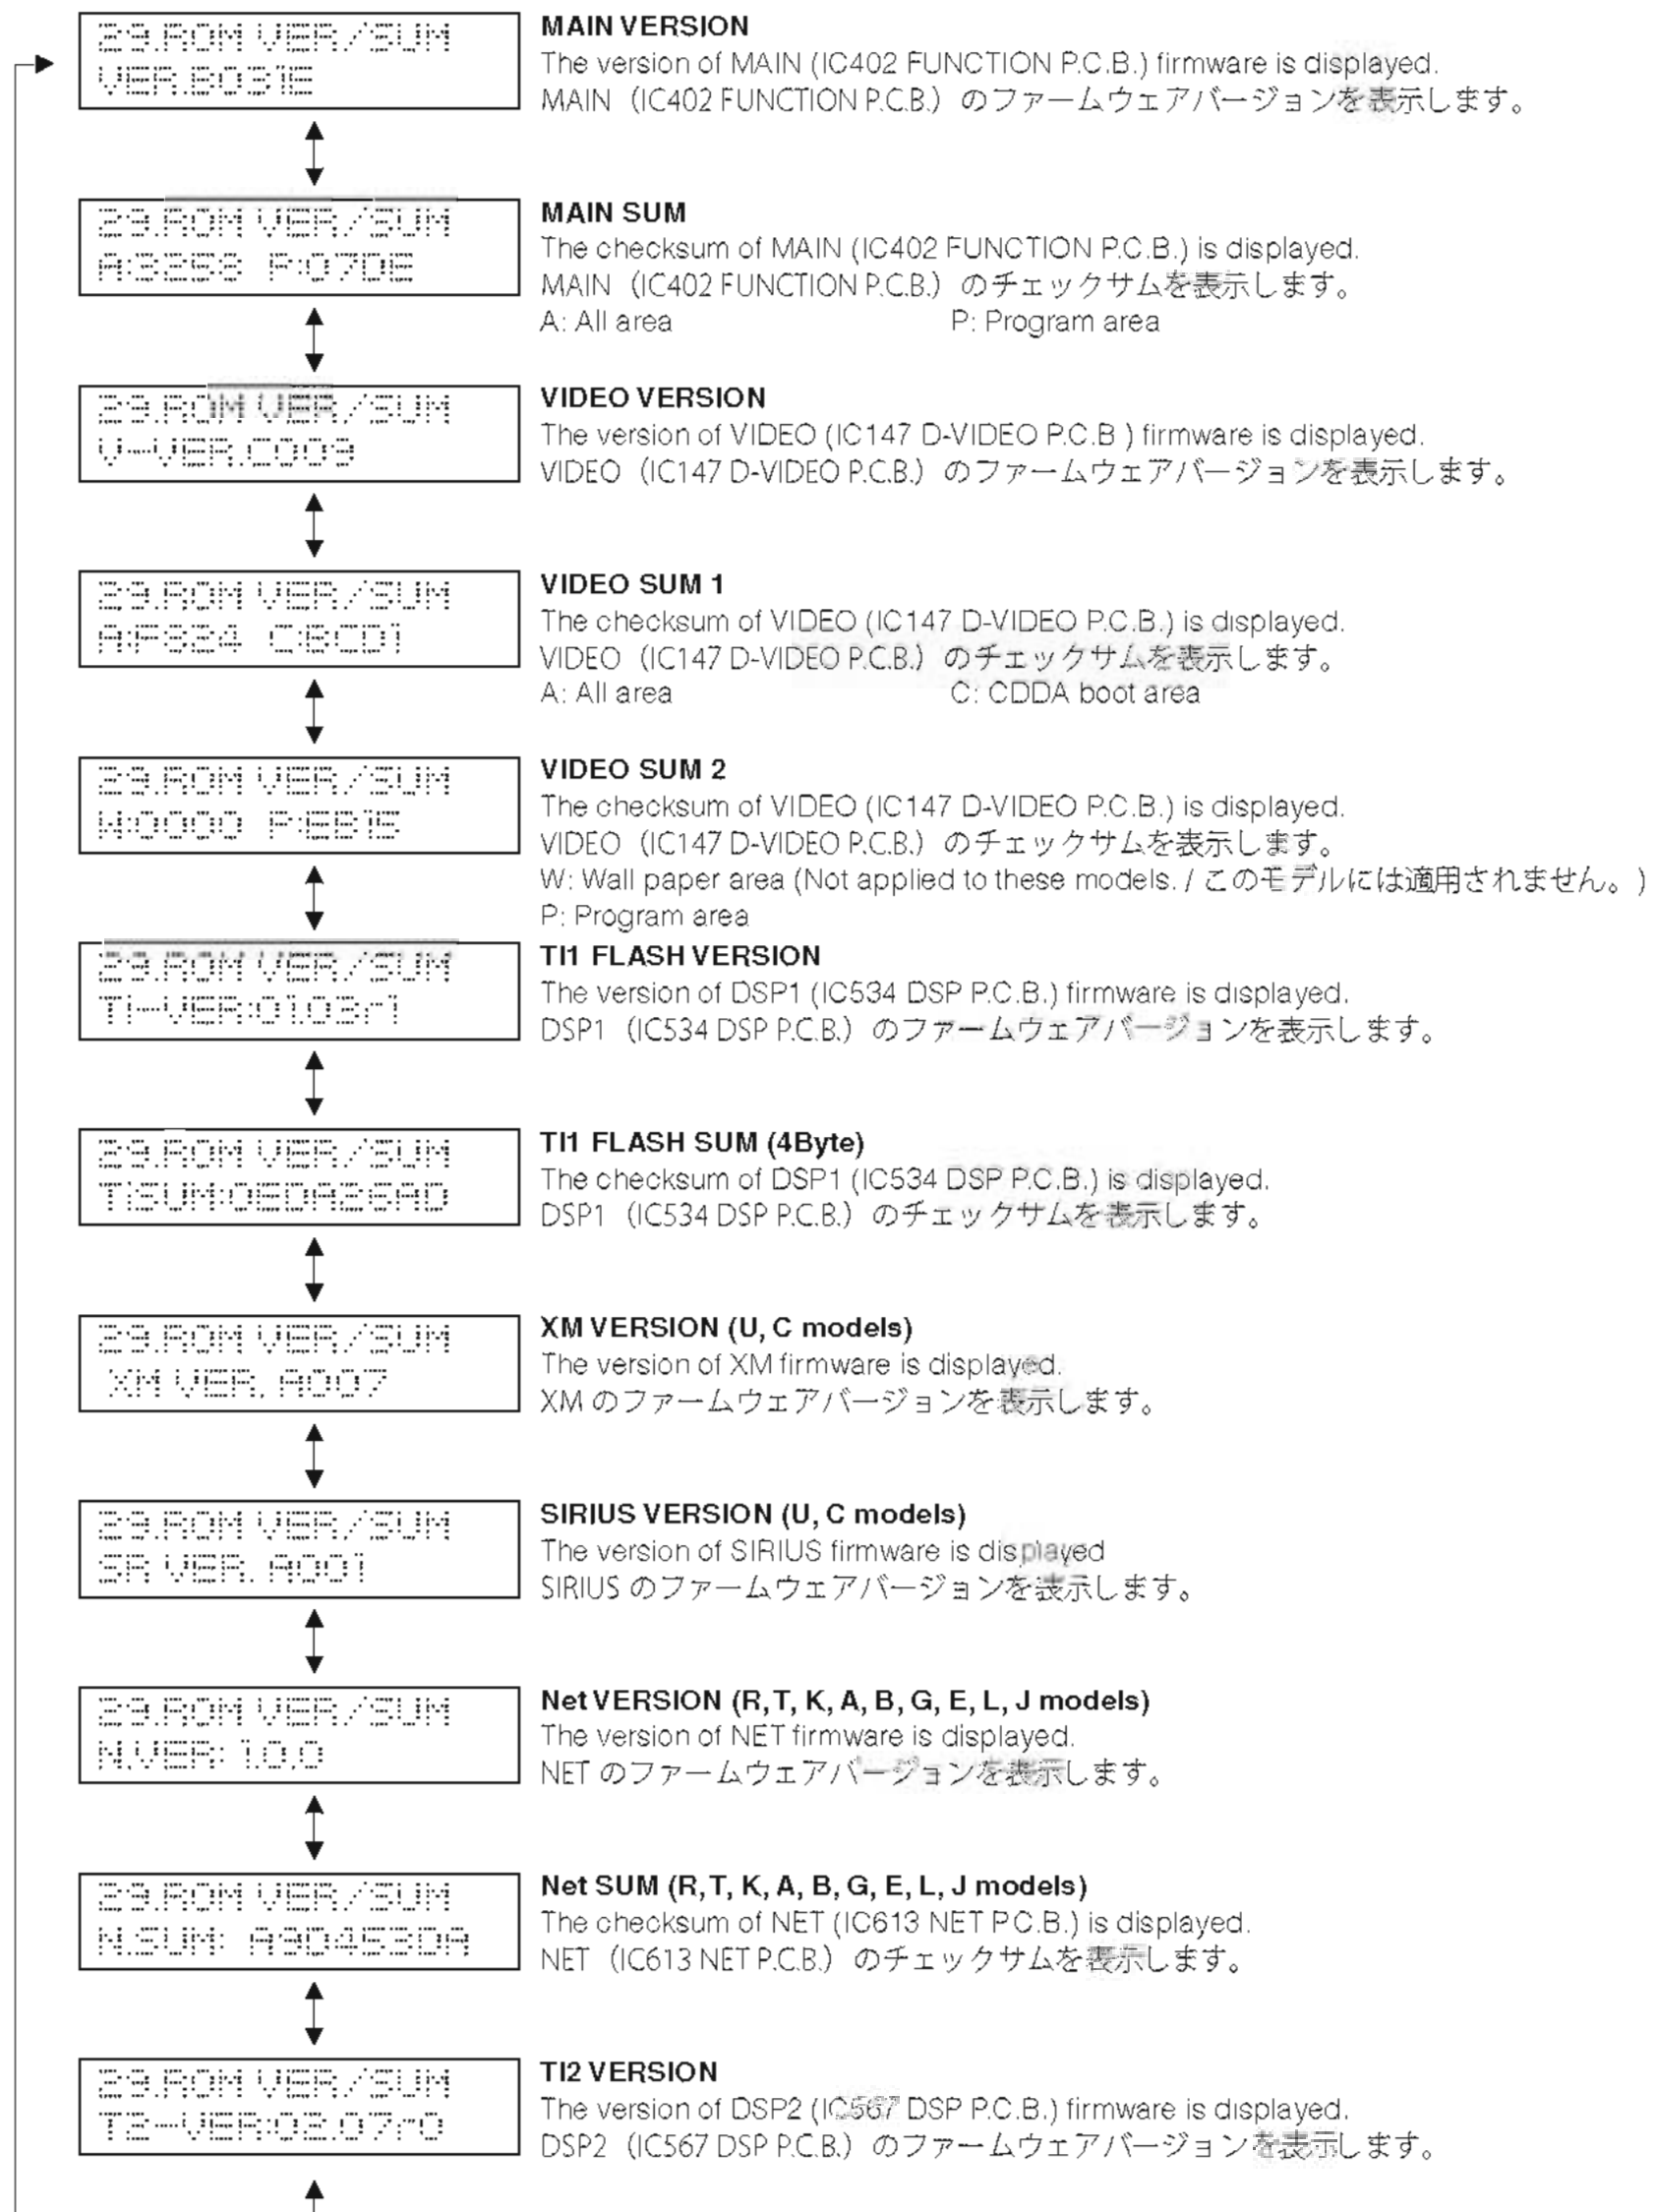 29.ROM VER/SUM
VER.B031E
MAIN VERSION
The version of MAIN (IC402 FUNCTION P.C.B.) firmware is displayed.
MAIN（IC402 FUNCTION P.C.B.）のファームウェアバージョンを表示します。
29.ROM VER/SUM
A:3258 P:070E
MAIN SUM
The checksum of MAIN (IC402 FUNCTION P.C.B.) is displayed.
MAIN（IC402 FUNCTION P.C.B.）のチェックサムを表示します。
A: All area P: Program area
29.ROM VER/SUM
V-VER.C009
VIDEO VERSION
The version of VIDEO (IC147 D-VIDEO P.C.B ) firmware is displayed.
VIDEO（IC147 D-VIDEO P.C.B.）のファームウェアバージョンを表示します。
29.ROM VER/SUM
A:F334 C:BCD1
VIDEO SUM 1
The checksum of VIDEO (IC147 D-VIDEO P.C.B.) is displayed.
VIDEO（IC147 D-VIDEO P.C.B.）のチェックサムを表示します。
A: All area C: CDDA boot area
29.ROM VER/SUM
W:0000 P:EB15
VIDEO SUM 2
The checksum of VIDEO (IC147 D-VIDEO P.C.B.) is displayed.
VIDEO（IC147 D-VIDEO P.C.B.）のチェックサムを表示します。
W: Wall paper area (Not applied to these models. / このモデルには適用されません。)
P: Program area
29.ROM VER/SUM
T1-VER:01.03r1
TI1 FLASH VERSION
The version of DSP1 (IC534 DSP P.C.B.) firmware is displayed.
DSP1（IC534 DSP P.C.B.）のファームウェアバージョンを表示します。
29.ROM VER/SUM
T1SUM:0EDA26AD
TI1 FLASH SUM (4Byte)
The checksum of DSP1 (IC534 DSP P.C.B.) is displayed.
DSP1（IC534 DSP P.C.B.）のチェックサムを表示します。
29.ROM VER/SUM
XM VER. A007
XM VERSION (U, C models)
The version of XM firmware is displayed.
XM のファームウェアバージョンを表示します。
29.ROM VER/SUM
SR VER. A001
SIRIUS VERSION (U, C models)
The version of SIRIUS firmware is displayed
SIRIUS のファームウェアバージョンを表示します。
29.ROM VER/SUM
N.VER: 1.0.0
Net VERSION (R, T, K, A, B, G, E, L, J models)
The version of NET firmware is displayed.
NET のファームウェアバージョンを表示します。
29.ROM VER/SUM
N.SUM: A9D453DA
Net SUM (R, T, K, A, B, G, E, L, J models)
The checksum of NET (IC613 NET P.C.B.) is displayed.
NET（IC613 NET P.C.B.）のチェックサムを表示します。
29.ROM VER/SUM
T2-VER:02.07r0
TI2 VERSION
The version of DSP2 (IC567 DSP P.C.B.) firmware is displayed.
DSP2（IC567 DSP P.C.B.）のファームウェアバージョンを表示します。